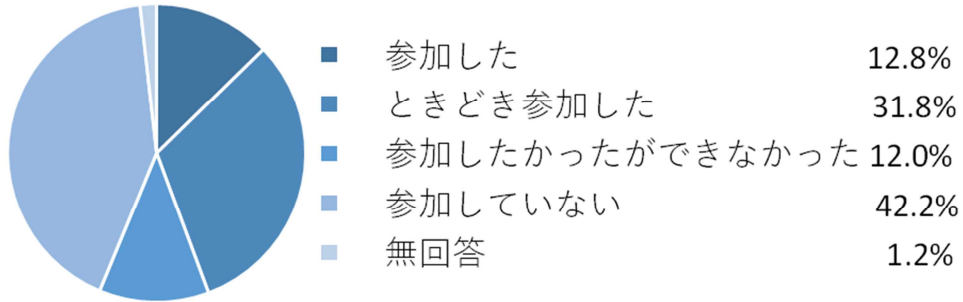 参加した 12.8%
ときどき参加した 31.8%
参加したかったができなかった 12.0%
参加していない 42.2%
無回答 1.2%